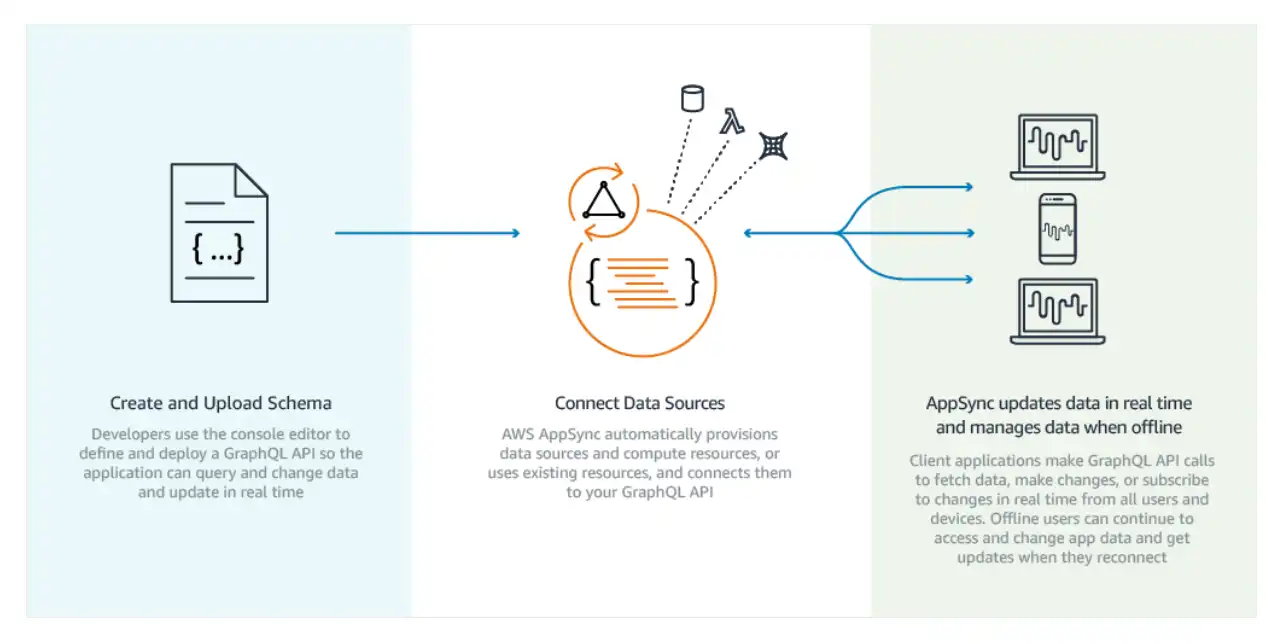 { ... }
{ }
Create and Upload Schema
Developers use the console editor to
define and deploy a GraphQL API so the
application can query and change data
and update in real time
Connect Data Sources
AWS AppSync automatically provisions
data sources and compute resources, or
uses existing resources, and connects them
to your GraphQL API
AppSync updates data in real time
and manages data when offline
Client applications make GraphQL API calls
to fetch data, make changes, or subscribe
to changes in real time from all users and
devices. Offline users can continue to
access and change app data and get
updates when they reconnect